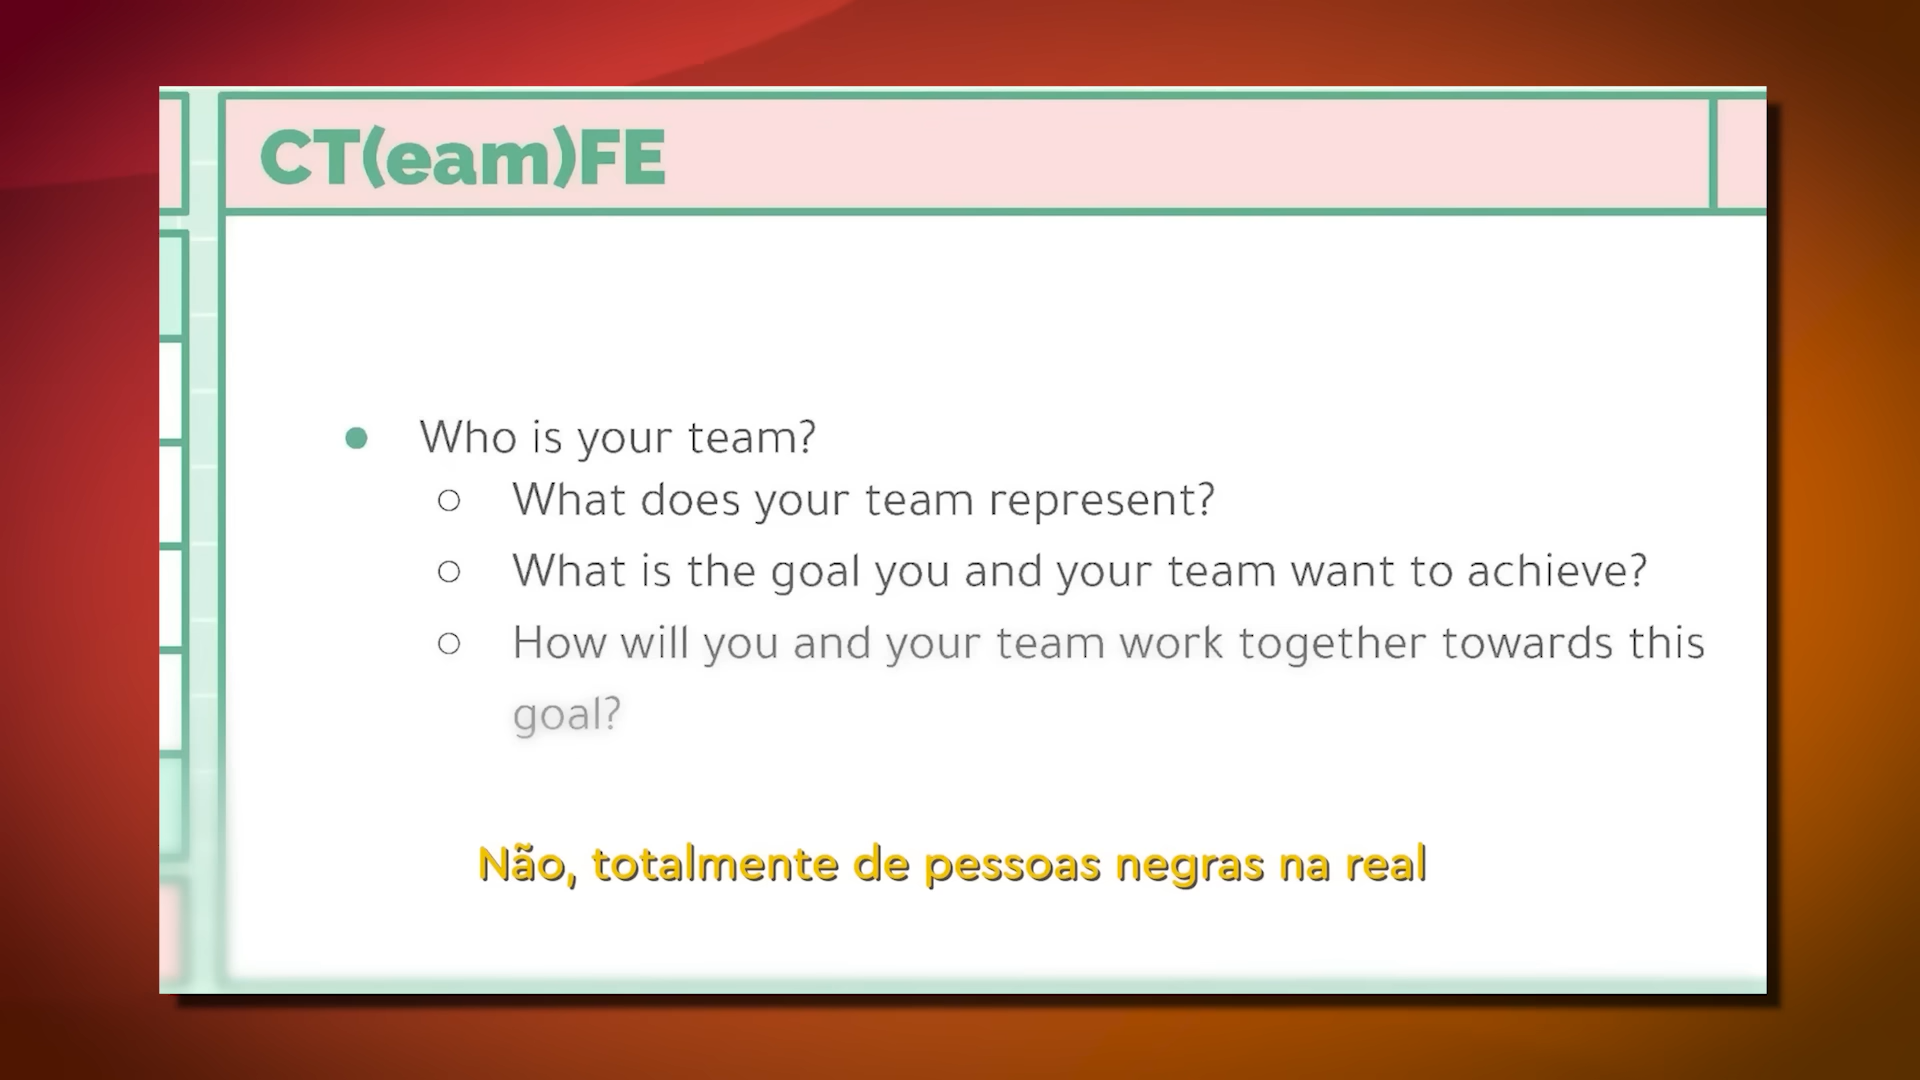 CT(eam)FE
Who is your team?
What does your team represent?
What is the goal you and your team want to achieve?
How will you and your team work together towards this
goal?
Não, totalmente de pessoas negras na real